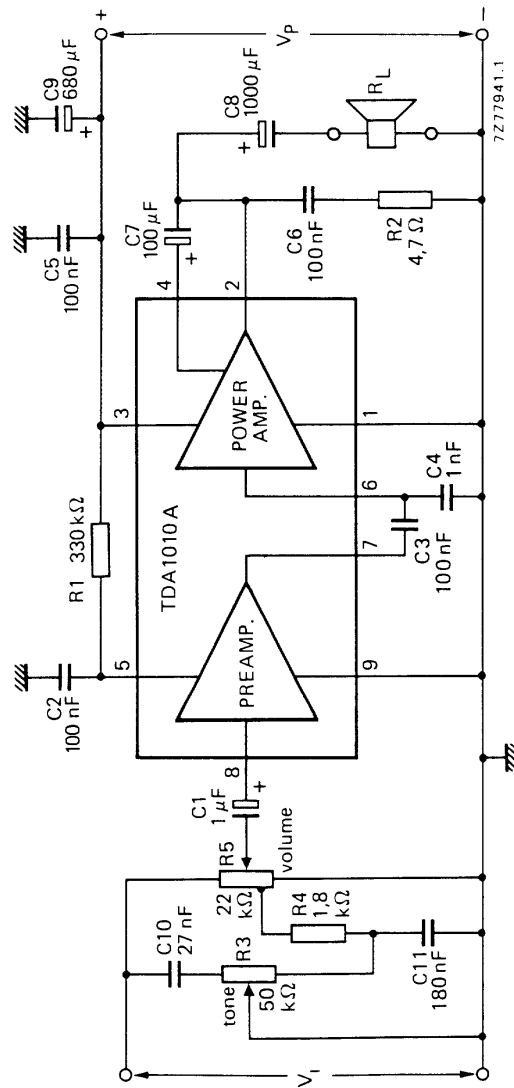 C9
680 µF
+
+
C5
100 nF
C7
100 µF
+
C8
1000 µF
+
VP
R1 330 kΩ
C2
100 nF
3
4
5
TDA1010A
2
POWER
AMP.
PREAMP.
C6
100 nF
R2
4,7 Ω
RL
8
7
6
1
9
C1
1 µF
+
C3
100 nF
C4
1 nF
R5
22
kΩ
volume
C10
27 nF
R3
tone
50
kΩ
R4
1,8
kΩ
C11
180 nF
VI
−
7Z77941.1